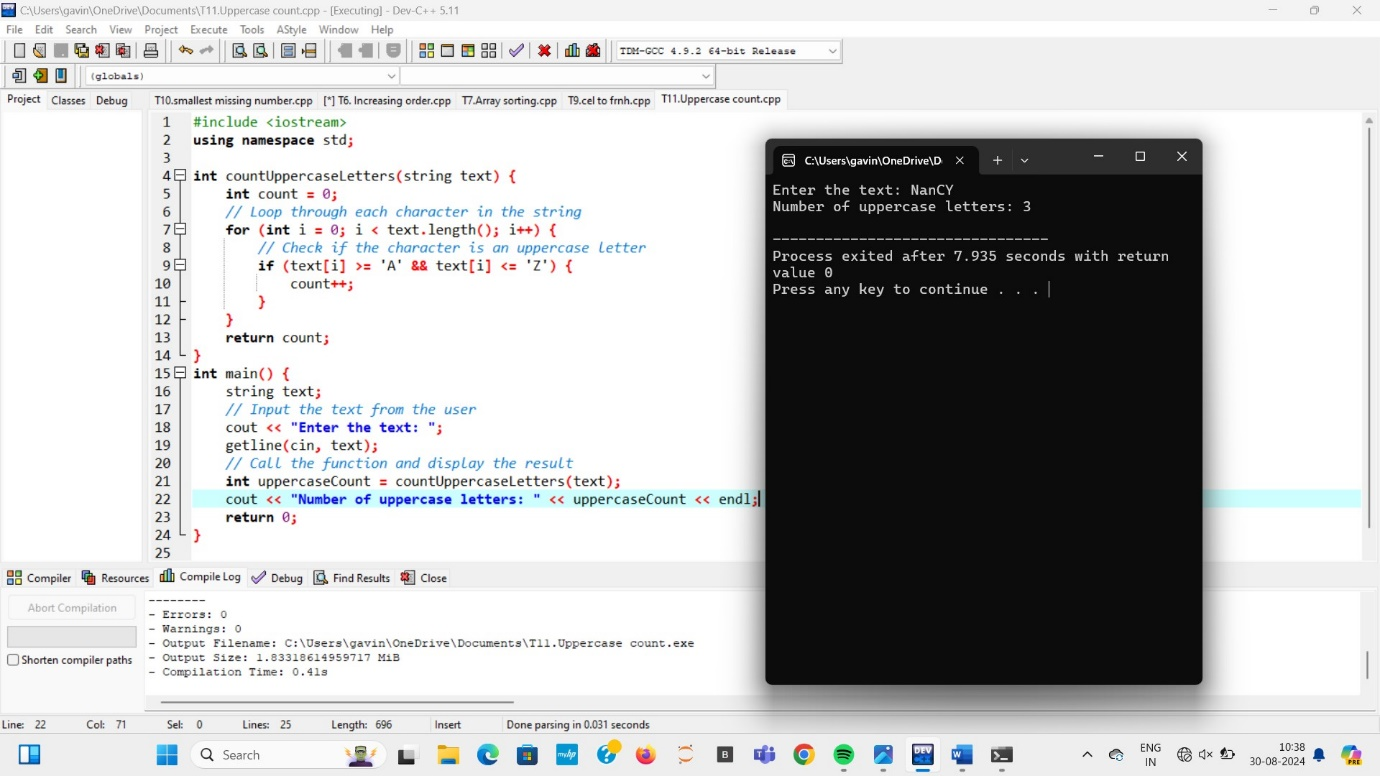 C:\Users\gavin\OneDrive\Documents\T11.Uppercase count.cpp - [Executing] - Dev-C++ 5.11
File Edit Search View Project Execute Tools AStyle Window Help
TDM-GCC 4.9.2 64-bit Release
(globals)
Project Classes Debug
T10.smallest missing number.cpp [*] T6. Increasing order.cpp T7.Array sorting.cpp T9.cel to frnh.cpp T11.Uppercase count.cpp
1 #include <iostream>
2 using namespace std;
3
4 int countUppercaseLetters(string text) {
5 int count = 0;
6 // Loop through each character in the string
7 for (int i = 0; i < text.length(); i++) {
8 // Check if the character is an uppercase letter
9 if (text[i] >= 'A' && text[i] <= 'Z') {
10 count++;
11 }
12 }
13 return count;
14 }
15 int main() {
16 string text;
17 // Input the text from the user
18 cout << "Enter the text: ";
19 getline(cin, text);
20 // Call the function and display the result
21 int uppercaseCount = countUppercaseLetters(text);
22 cout << "Number of uppercase letters: " << uppercaseCount << endl;
23 return 0;
24 }
25
C:\Users\gavin\OneDrive\D
Enter the text: NanCY
Number of uppercase letters: 3
--------------------------------
Process exited after 7.935 seconds with return
value 0
Press any key to continue . . .
Compiler Resources Compile Log Debug Find Results Close
Abort Compilation
Shorten compiler paths
--------
- Errors: 0
- Warnings: 0
- Output Filename: C:\Users\gavin\OneDrive\Documents\T11.Uppercase count.exe
- Output Size: 1.83318614959717 MiB
- Compilation Time: 0.41s
Line: 22 Col: 71 Sel: 0 Lines: 25 Length: 696 Insert Done parsing in 0.031 seconds
Search
myhp
B
DEV
W
ENG
IN
10:38
30-08-2024
PRE